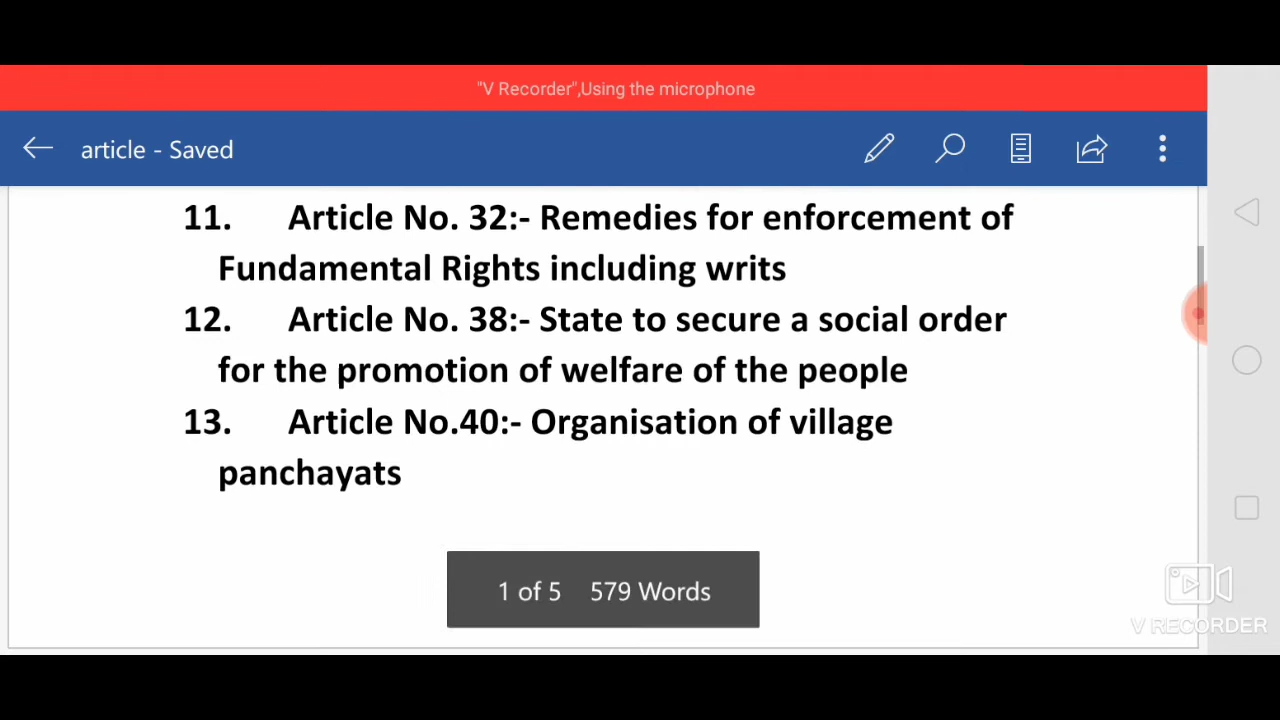 "V Recorder",Using the microphone
article - Saved
11. Article No. 32:- Remedies for enforcement of
Fundamental Rights including writs
12. Article No. 38:- State to secure a social order
for the promotion of welfare of the people
13. Article No.40:- Organisation of village
panchayats
1 of 5 579 Words
V RECORDER